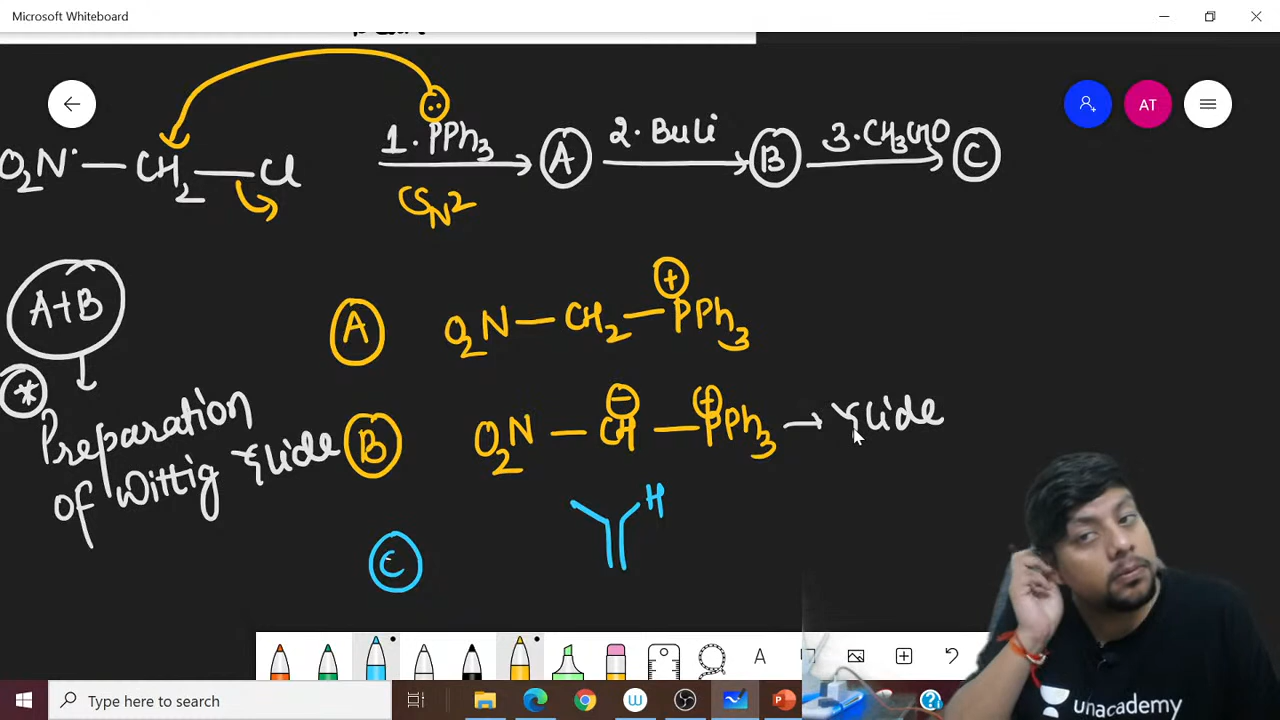 Microsoft Whiteboard
AT
O₂N — CH₂ — Cl 1. PPh₃ A 2. BuLi B 3. CH₃CHO C
SN²
A+B
A O₂N — CH₂ — PPh₃ +
*
Preparation
of Wittig Ylide
B O₂N — CH — PPh₃ → Ylide
− +
H
C
A
unacademy
Type here to search